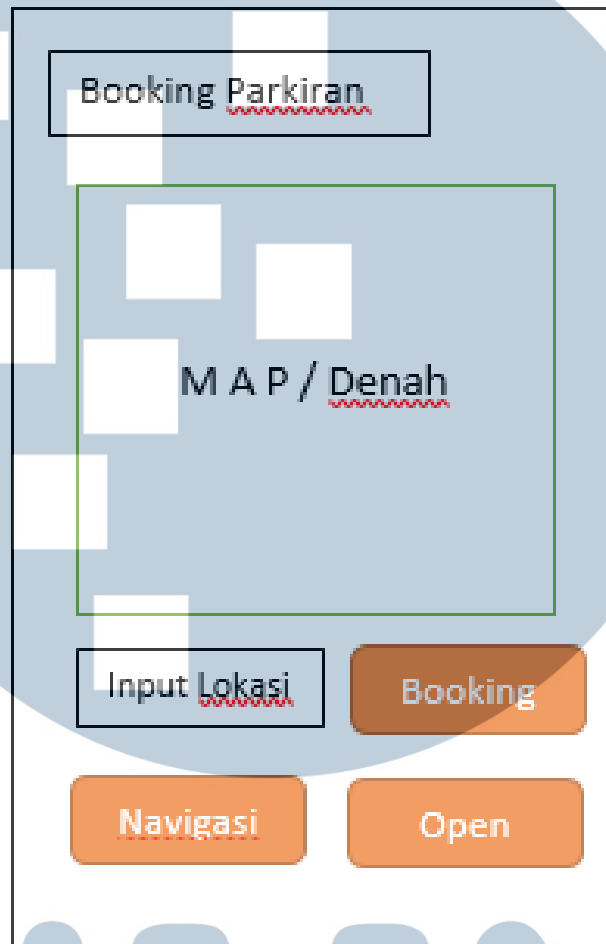 Booking Parkiran
M A P / Denah
Input Lokasi
Booking
Navigasi
Open